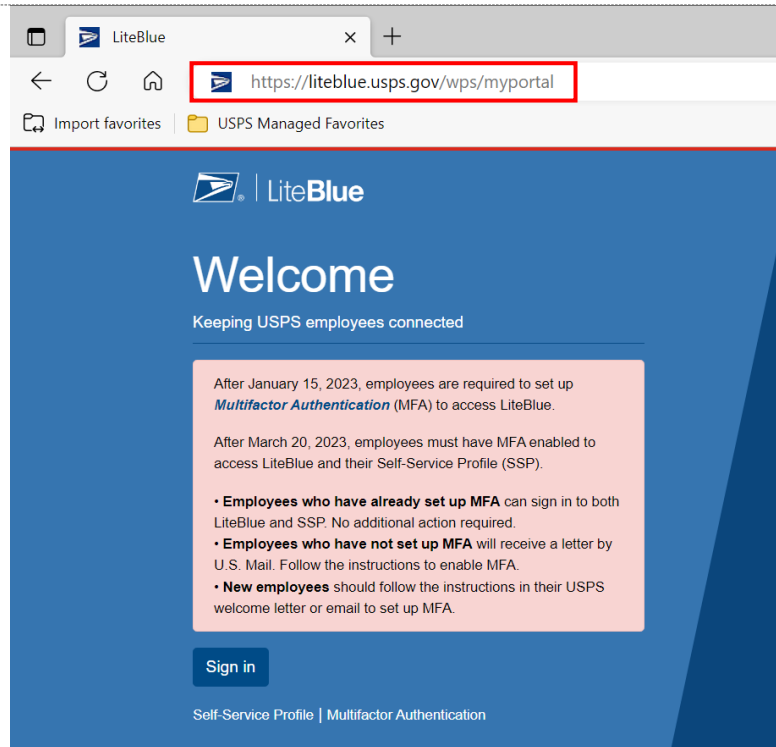 LiteBlue
https://liteblue.usps.gov/wps/myportal
Import favorites
USPS Managed Favorites
® LiteBlue
Welcome
Keeping USPS employees connected
After January 15, 2023, employees are required to set up
Multifactor Authentication (MFA) to access LiteBlue.
After March 20, 2023, employees must have MFA enabled to
access LiteBlue and their Self-Service Profile (SSP).
• Employees who have already set up MFA can sign in to both
LiteBlue and SSP. No additional action required.
• Employees who have not set up MFA will receive a letter by
U.S. Mail. Follow the instructions to enable MFA.
• New employees should follow the instructions in their USPS
welcome letter or email to set up MFA.
Sign in
Self-Service Profile | Multifactor Authentication